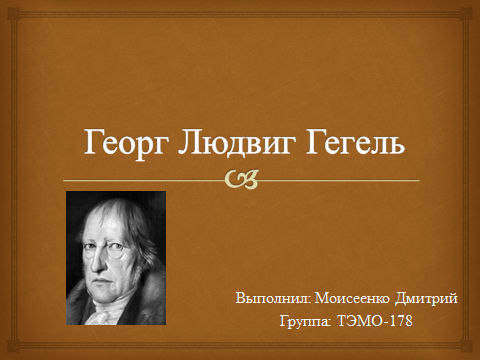 Георг Людвиг Гегель
Выполнил: Моисеенко Дмитрий
Группа: ТЭМО-178